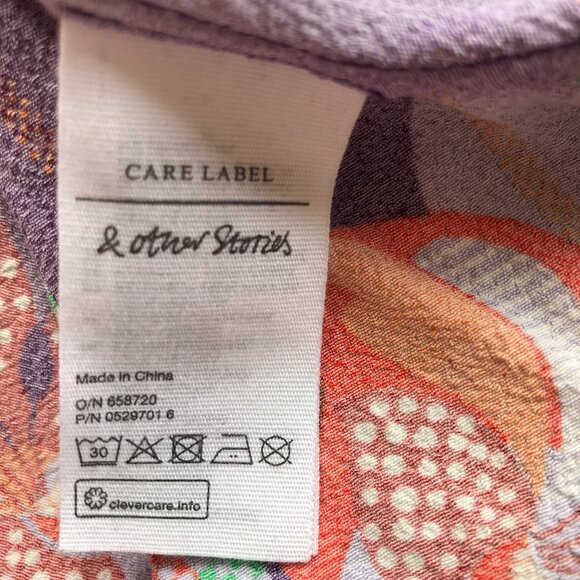 CARE LABEL
& other Stories
Made in China
O/N 658720
P/N 0529701 6
30
clevercare.info